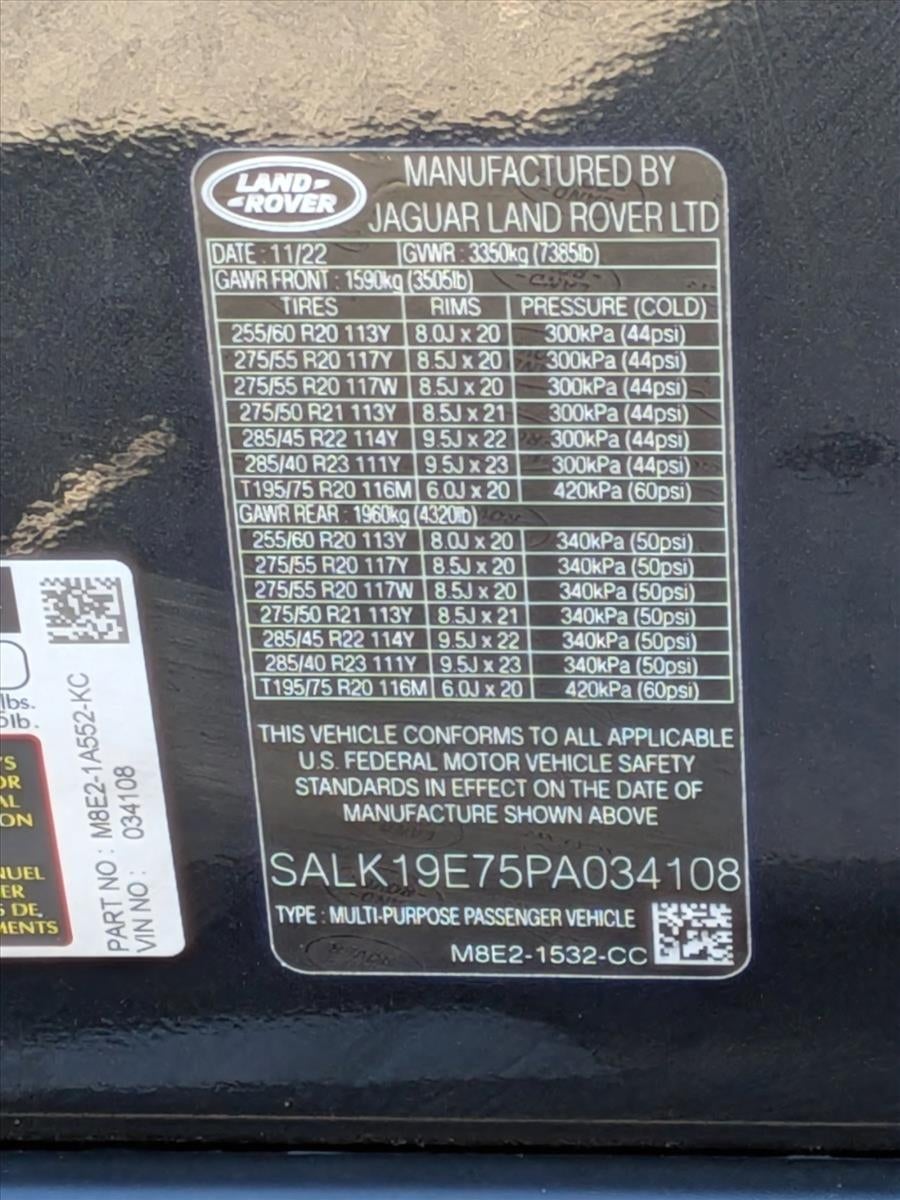 LAND-
-ROVER
MANUFACTURED BY
JAGUAR LAND ROVER LTD
DATE : 11/22 GVWR : 3350kg (7385lb)
GAWR FRONT : 1590kg (3505lb)
TIRES RIMS PRESSURE (COLD)
255/60 R20 113Y 8.0J x 20 300kPa (44psi)
275/55 R20 117Y 8.5J x 20 300kPa (44psi)
275/55 R20 117W 8.5J x 20 300kPa (44psi)
275/50 R21 113Y 8.5J x 21 300kPa (44psi)
285/45 R22 114Y 9.5J x 22 300kPa (44psi)
285/40 R23 111Y 9.5J x 23 300kPa (44psi)
T195/75 R20 116M 6.0J x 20 420kPa (60psi)
GAWR REAR : 1960kg (4320lb)
255/60 R20 113Y 8.0J x 20 340kPa (50psi)
275/55 R20 117Y 8.5J x 20 340kPa (50psi)
275/55 R20 117W 8.5J x 20 340kPa (50psi)
275/50 R21 113Y 8.5J x 21 340kPa (50psi)
285/45 R22 114Y 9.5J x 22 340kPa (50psi)
285/40 R23 111Y 9.5J x 23 340kPa (50psi)
T195/75 R20 116M 6.0J x 20 420kPa (60psi)
THIS VEHICLE CONFORMS TO ALL APPLICABLE
U.S. FEDERAL MOTOR VEHICLE SAFETY
STANDARDS IN EFFECT ON THE DATE OF
MANUFACTURE SHOWN ABOVE
SALK19E75PA034108
TYPE : MULTI-PURPOSE PASSENGER VEHICLE
M8E2-1532-CC
lbs.
lb.
PART NO : M8E2-1A552-KC
VIN NO : 034108
DE,